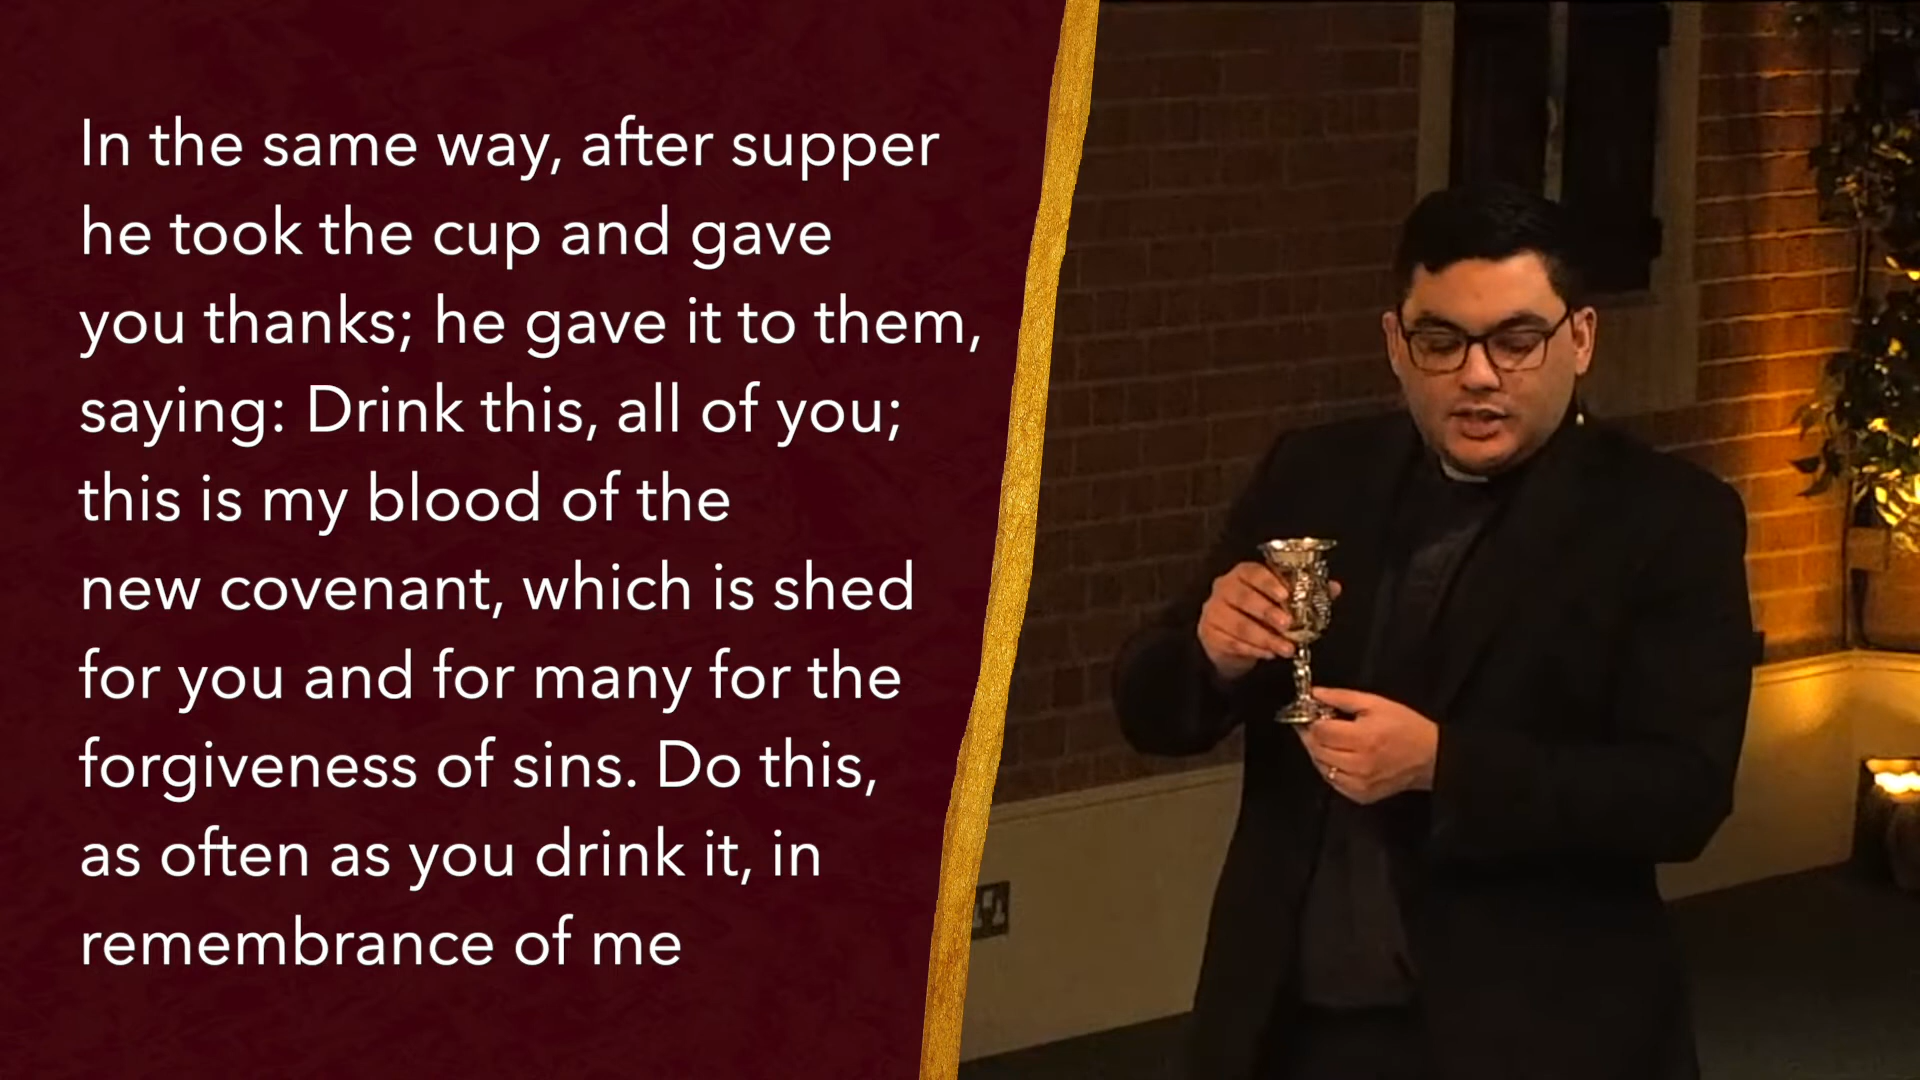 In the same way, after supper
he took the cup and gave
you thanks; he gave it to them,
saying: Drink this, all of you;
this is my blood of the
new covenant, which is shed
for you and for many for the
forgiveness of sins. Do this,
as often as you drink it, in
remembrance of me